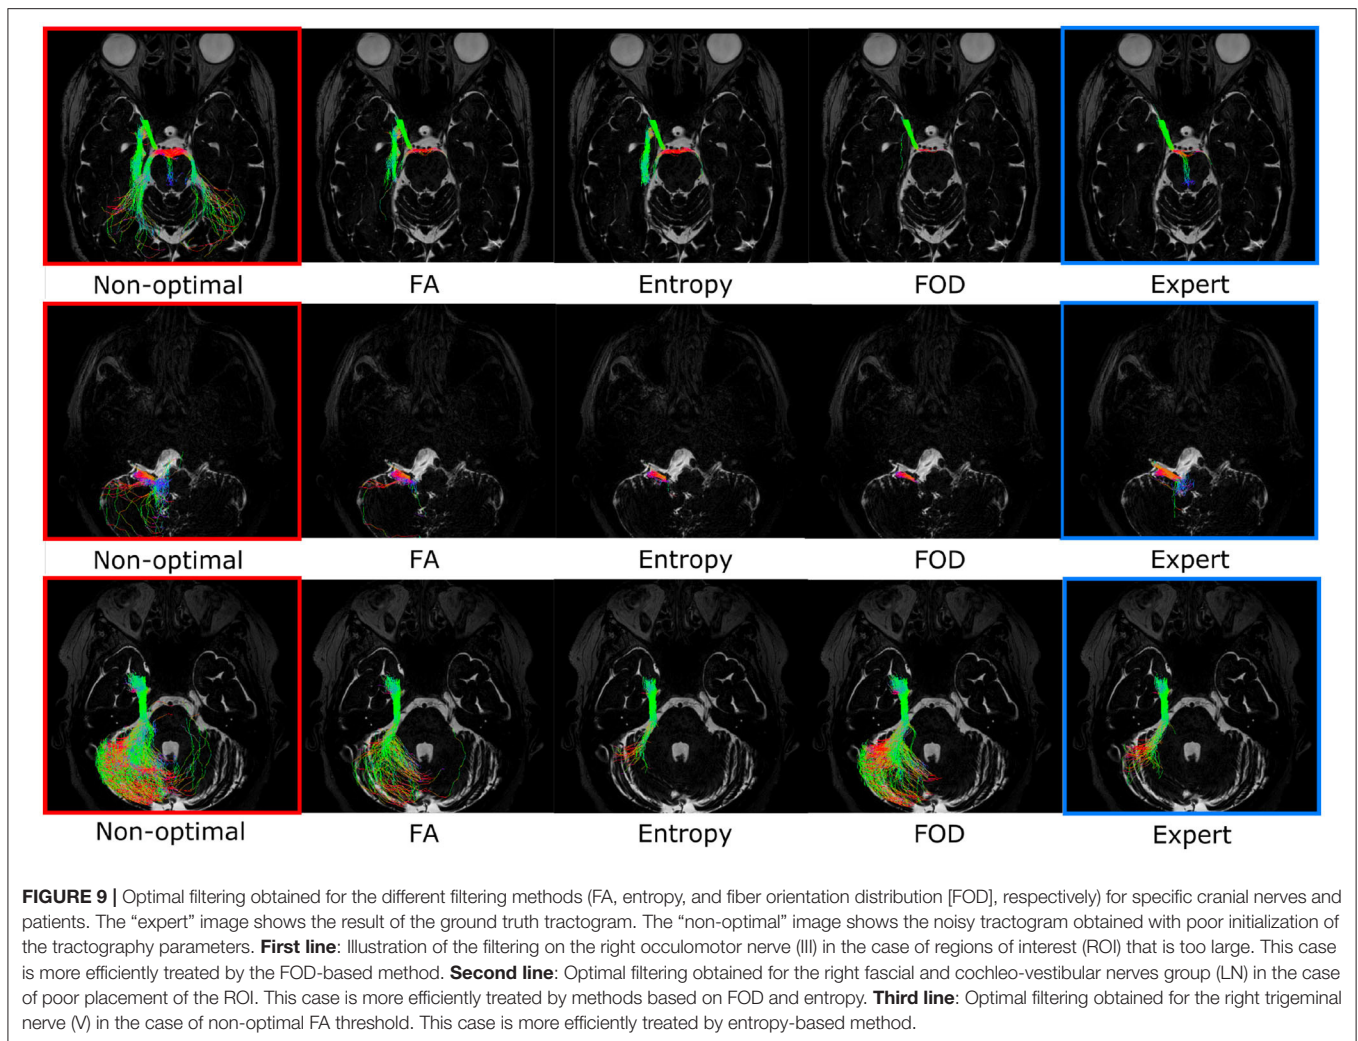 Non-optimal FA Entropy FOD Expert
Non-optimal FA Entropy FOD Expert
Non-optimal FA Entropy FOD Expert
FIGURE 9 | Optimal filtering obtained for the different filtering methods (FA, entropy, and fiber orientation distribution [FOD], respectively) for specific cranial nerves and
patients. The “expert” image shows the result of the ground truth tractogram. The “non-optimal” image shows the noisy tractogram obtained with poor initialization of
the tractography parameters. First line: Illustration of the filtering on the right occulomotor nerve (III) in the case of regions of interest (ROI) that is too large. This case
is more efficiently treated by the FOD-based method. Second line: Optimal filtering obtained for the right fascial and cochleo-vestibular nerves group (LN) in the case
of poor placement of the ROI. This case is more efficiently treated by methods based on FOD and entropy. Third line: Optimal filtering obtained for the right trigeminal
nerve (V) in the case of non-optimal FA threshold. This case is more efficiently treated by entropy-based method.